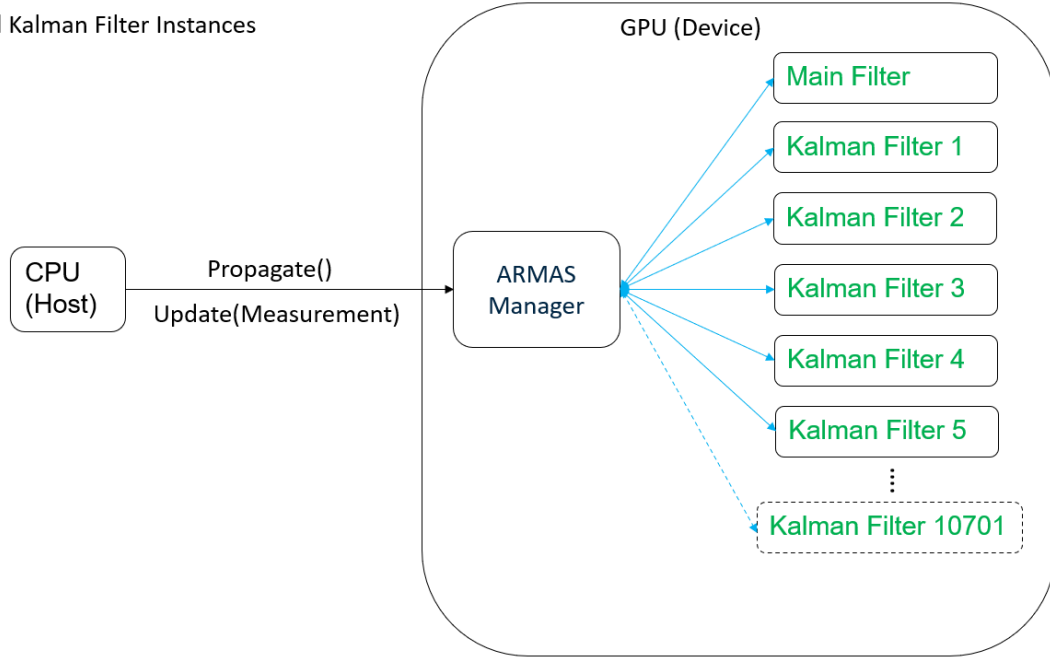 Kalman Filter Instances
GPU (Device)
Main Filter
Kalman Filter 1
Kalman Filter 2
Kalman Filter 3
Kalman Filter 4
Kalman Filter 5
Kalman Filter 10701
ARMAS
Manager
CPU
(Host)
Propagate()
Update(Measurement)